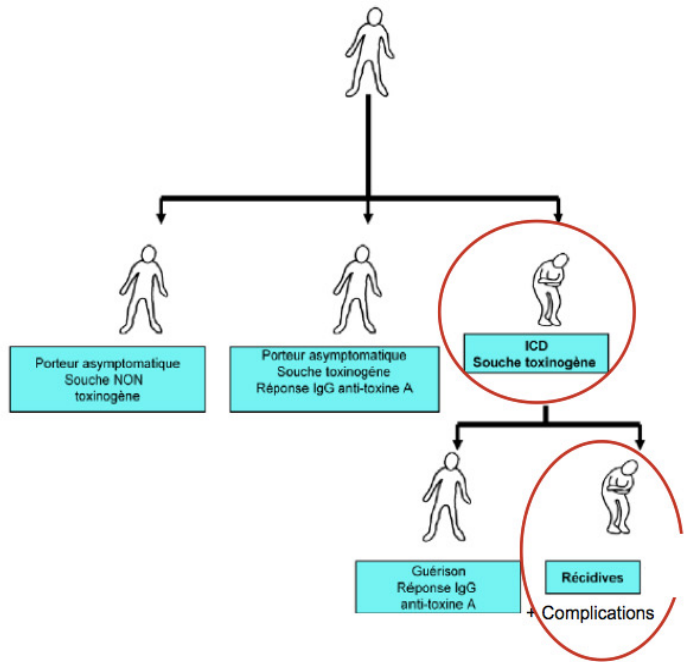 Porteur asymptomatique
Souche NON
toxinogène
Porteur asymptomatique
Souche toxinogéne
Réponse IgG anti-toxine A
ICD
Souche toxinogène
Guérison
Réponse IgG
anti-toxine A
Récidives
+ Complications